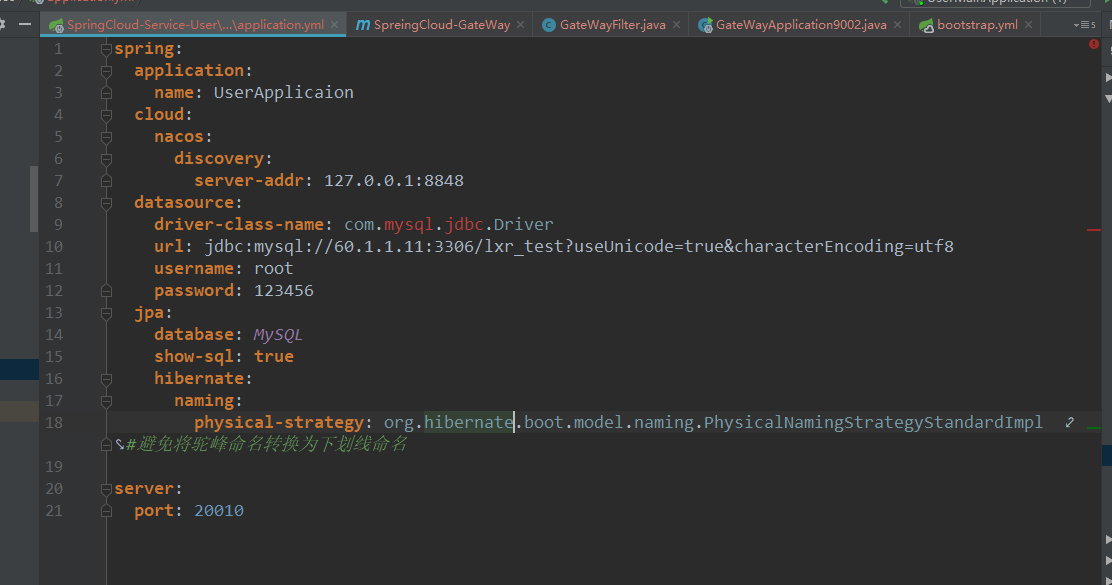 SpringCloud-Service-User\...\application.yml
SpreingCloud-GateWay
GateWayFilter.java
GateWayApplication9002.java
bootstrap.yml
5
1 spring:
2 application:
3 name: UserApplicaion
4 cloud:
5 nacos:
6 discovery:
7 server-addr: 127.0.0.1:8848
8 datasource:
9 driver-class-name: com.mysql.jdbc.Driver
10 url: jdbc:mysql://60.1.1.11:3306/lxr_test?useUnicode=true&characterEncoding=utf8
11 username: root
12 password: 123456
13 jpa:
14 database: MySQL
15 show-sql: true
16 hibernate:
17 naming:
18 physical-strategy: org.hibernate.boot.model.naming.PhysicalNamingStrategyStandardImpl
#避免将驼峰命名转换为下划线命名
19
20 server:
21 port: 20010